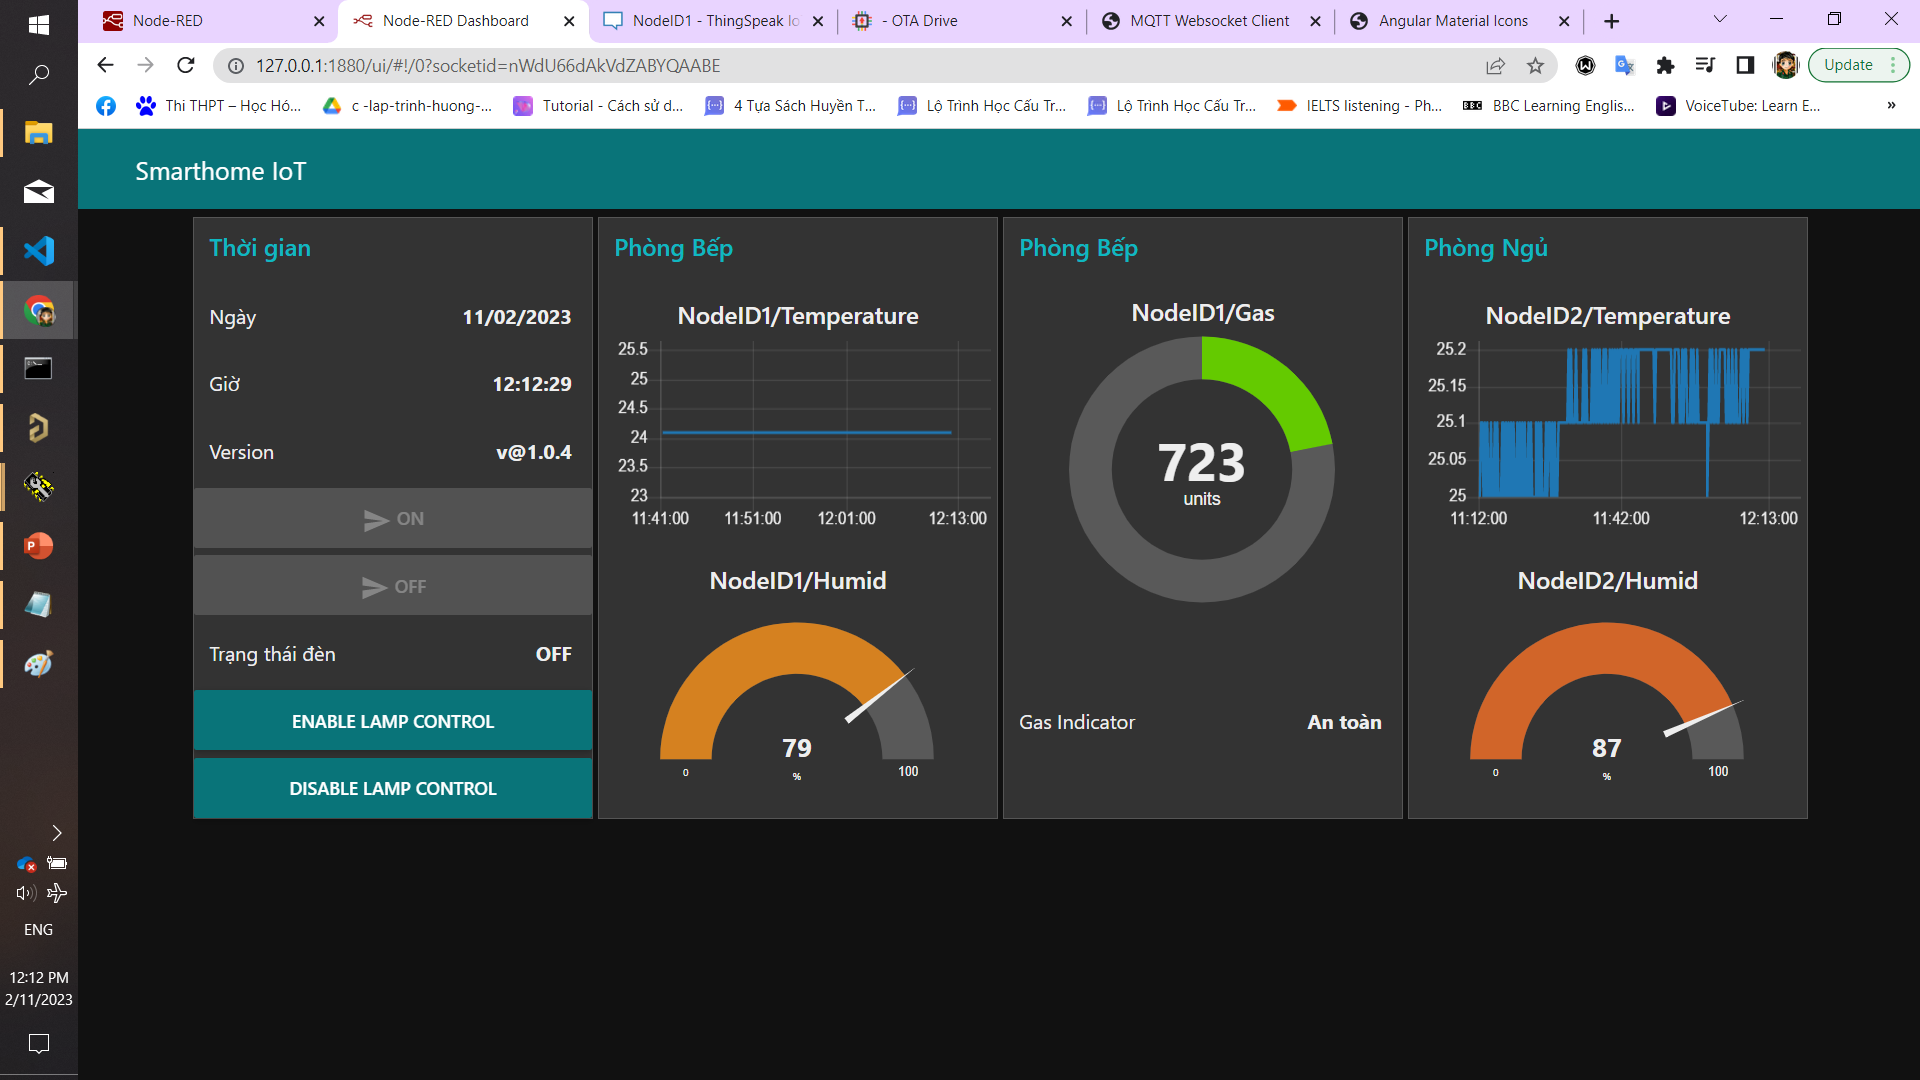 Node-RED
Node-RED Dashboard
NodeID1 - ThingSpeak Io
- OTA Drive
MQTT Websocket Client
Angular Material Icons
127.0.0.1:1880/ui/#!/0?socketid=nWdU66dAkVdZABYQAABE
Update
Thi THPT – Học Hó...
c -lap-trinh-huong-...
Tutorial - Cách sử d...
4 Tựa Sách Huyền T...
Lộ Trình Học Cấu Tr...
Lộ Trình Học Cấu Tr...
IELTS listening - Ph...
BBC
BBC Learning Englis...
VoiceTube: Learn E...
»
Smarthome IoT
Thời gian
Ngày 11/02/2023
Giờ 12:12:29
Version v@1.0.4
ON
OFF
Trạng thái đèn OFF
ENABLE LAMP CONTROL
DISABLE LAMP CONTROL
Phòng Bếp
NodeID1/Temperature
25.5
25
24.5
24
23.5
23
11:41:00 11:51:00 12:01:00 12:13:00
NodeID1/Humid
79
0 % 100
Phòng Bếp
NodeID1/Gas
723
units
Gas Indicator An toàn
Phòng Ngủ
NodeID2/Temperature
25.2
25.15
25.1
25.05
25
11:12:00 11:42:00 12:13:00
NodeID2/Humid
87
0 % 100
P
ENG
12:12 PM
2/11/2023